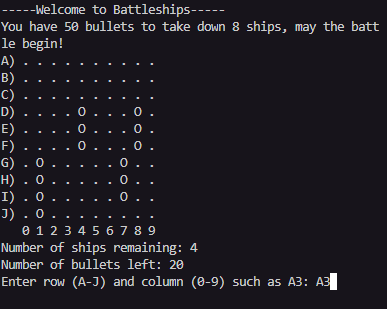 -----Welcome to Battleships-----
You have 50 bullets to take down 8 ships, may the batt
le begin!
A) . . . . . . . . . .
B) . . . . . . . . . .
C) . . . . . . . . . .
D) . . . . O . . . O .
E) . . . . O . . . O .
F) . . . . O . . . O .
G) . O . . . . . O . .
H) . O . . . . . O . .
I) . O . . . . . O . .
J) . O . . . . . . . .
0 1 2 3 4 5 6 7 8 9
Number of ships remaining: 4
Number of bullets left: 20
Enter row (A-J) and column (0-9) such as A3: A3